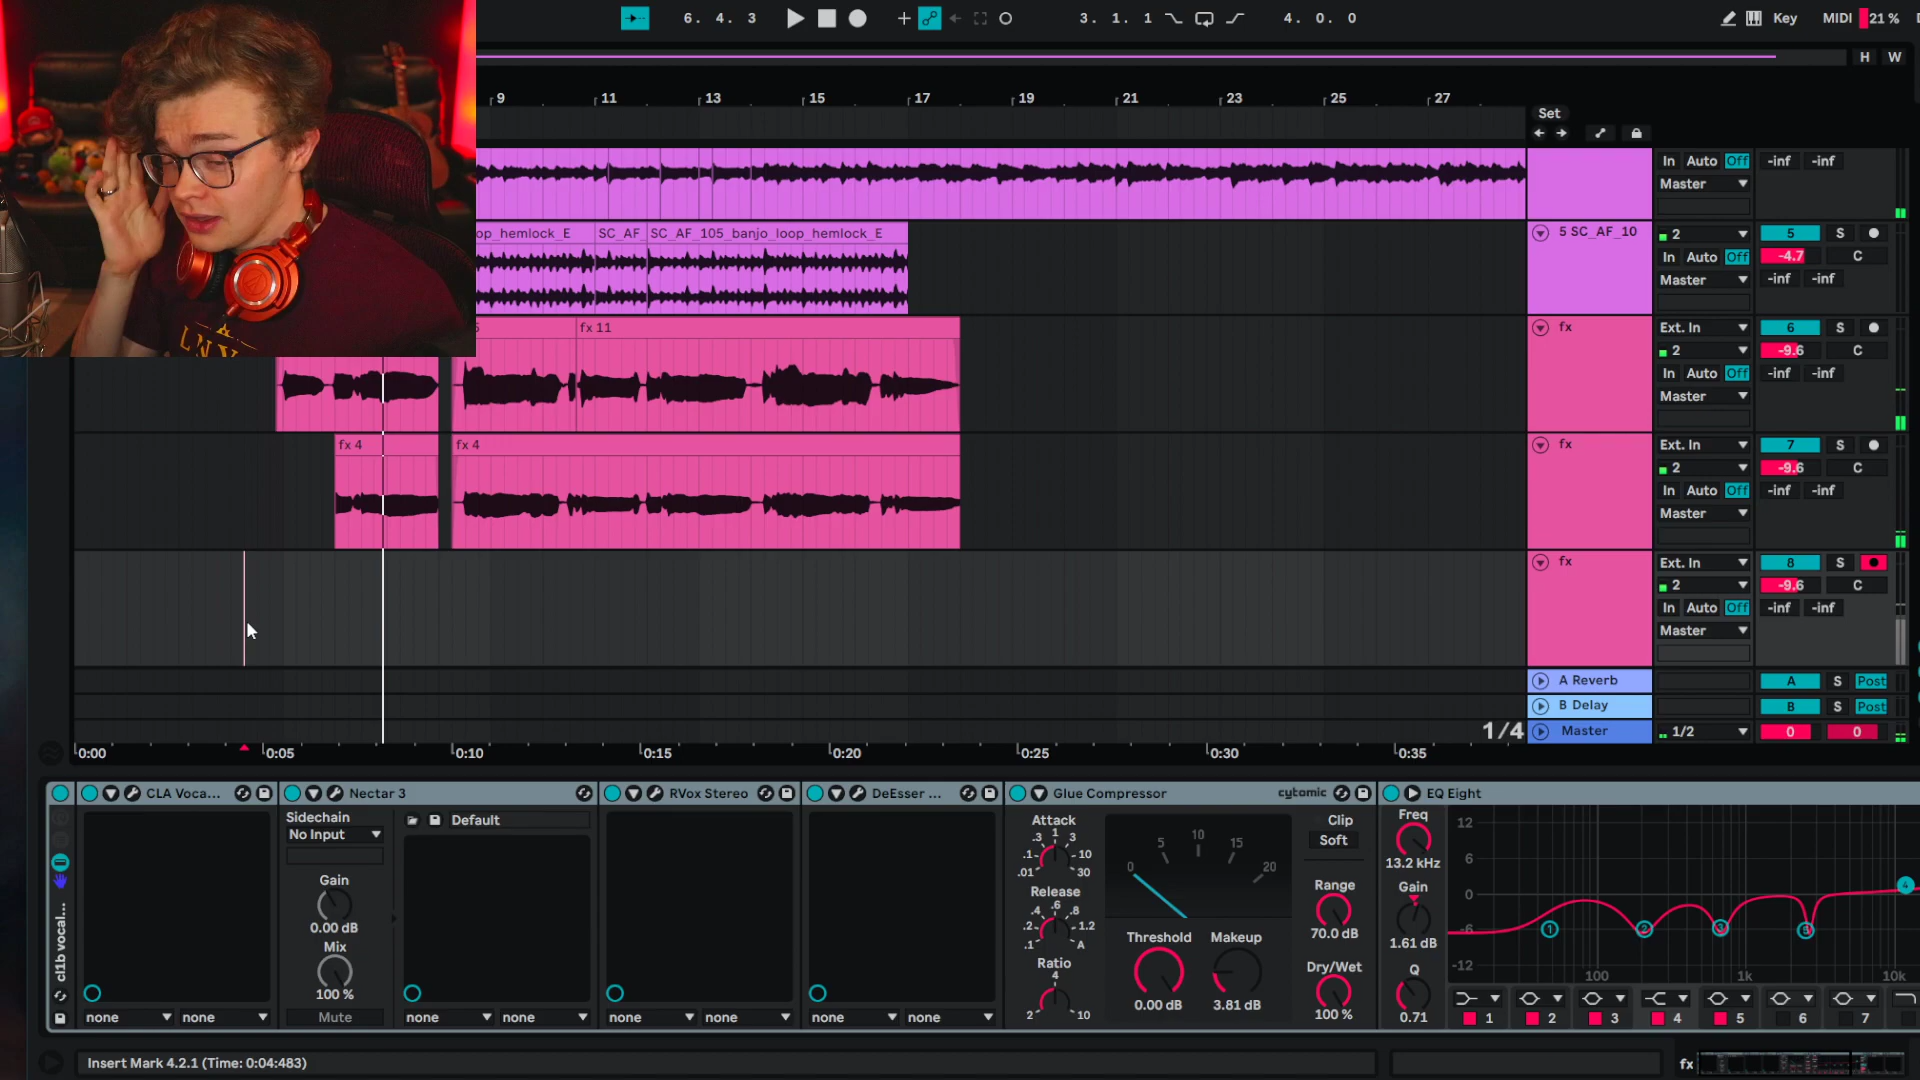 6. 4. 3
3. 1. 1
4. 0. 0
Key
MIDI
21 %
H W
9 11 13 15 17 19 21 23 25 27
Set
In Auto Off -inf -inf
Master
op_hemlock_E SC_AF_ SC_AF_105_banjo_loop_hemlock_E
5 SC_AF_10
2 5 S
In Auto Off -4.7 C
Master -inf -inf
fx 11
fx
Ext. In 6 S
2 -9.6 C
In Auto Off -inf -inf
Master
fx 4 fx 4
fx
Ext. In 7 S
2 -9.6 C
In Auto Off -inf -inf
Master
fx
Ext. In 8 S
2 -9.6 C
In Auto Off -inf -inf
Master
A Reverb A S Post
B Delay B S Post
1/4
Master 1/2 0 0
0:00 0:05 0:10 0:15 0:20 0:25 0:30 0:35
CLA Voca...
none none
Nectar 3
Sidechain
No Input
Gain
0.00 dB
Mix
100 %
Mute
Default
none none
RVox Stereo
none none
DeEsser ...
none none
Glue Compressor
cytomic
Attack
.01 .1 .3 1 3 10 30
Release
.1 .2 .4 .6 .8 1.2 A
Ratio
2 4 10
0 5 10 15 20
Threshold
0.00 dB
Makeup
3.81 dB
Clip
Soft
Range
70.0 dB
Dry/Wet
100 %
EQ Eight
Freq
13.2 kHz
Gain
1.61 dB
Q
0.71
12
6
0
-6
-12
100 1k 10k
1 2 3 4 5 6 7
cl1b vocal...
Insert Mark 4.2.1 (Time: 0:04:483)
fx